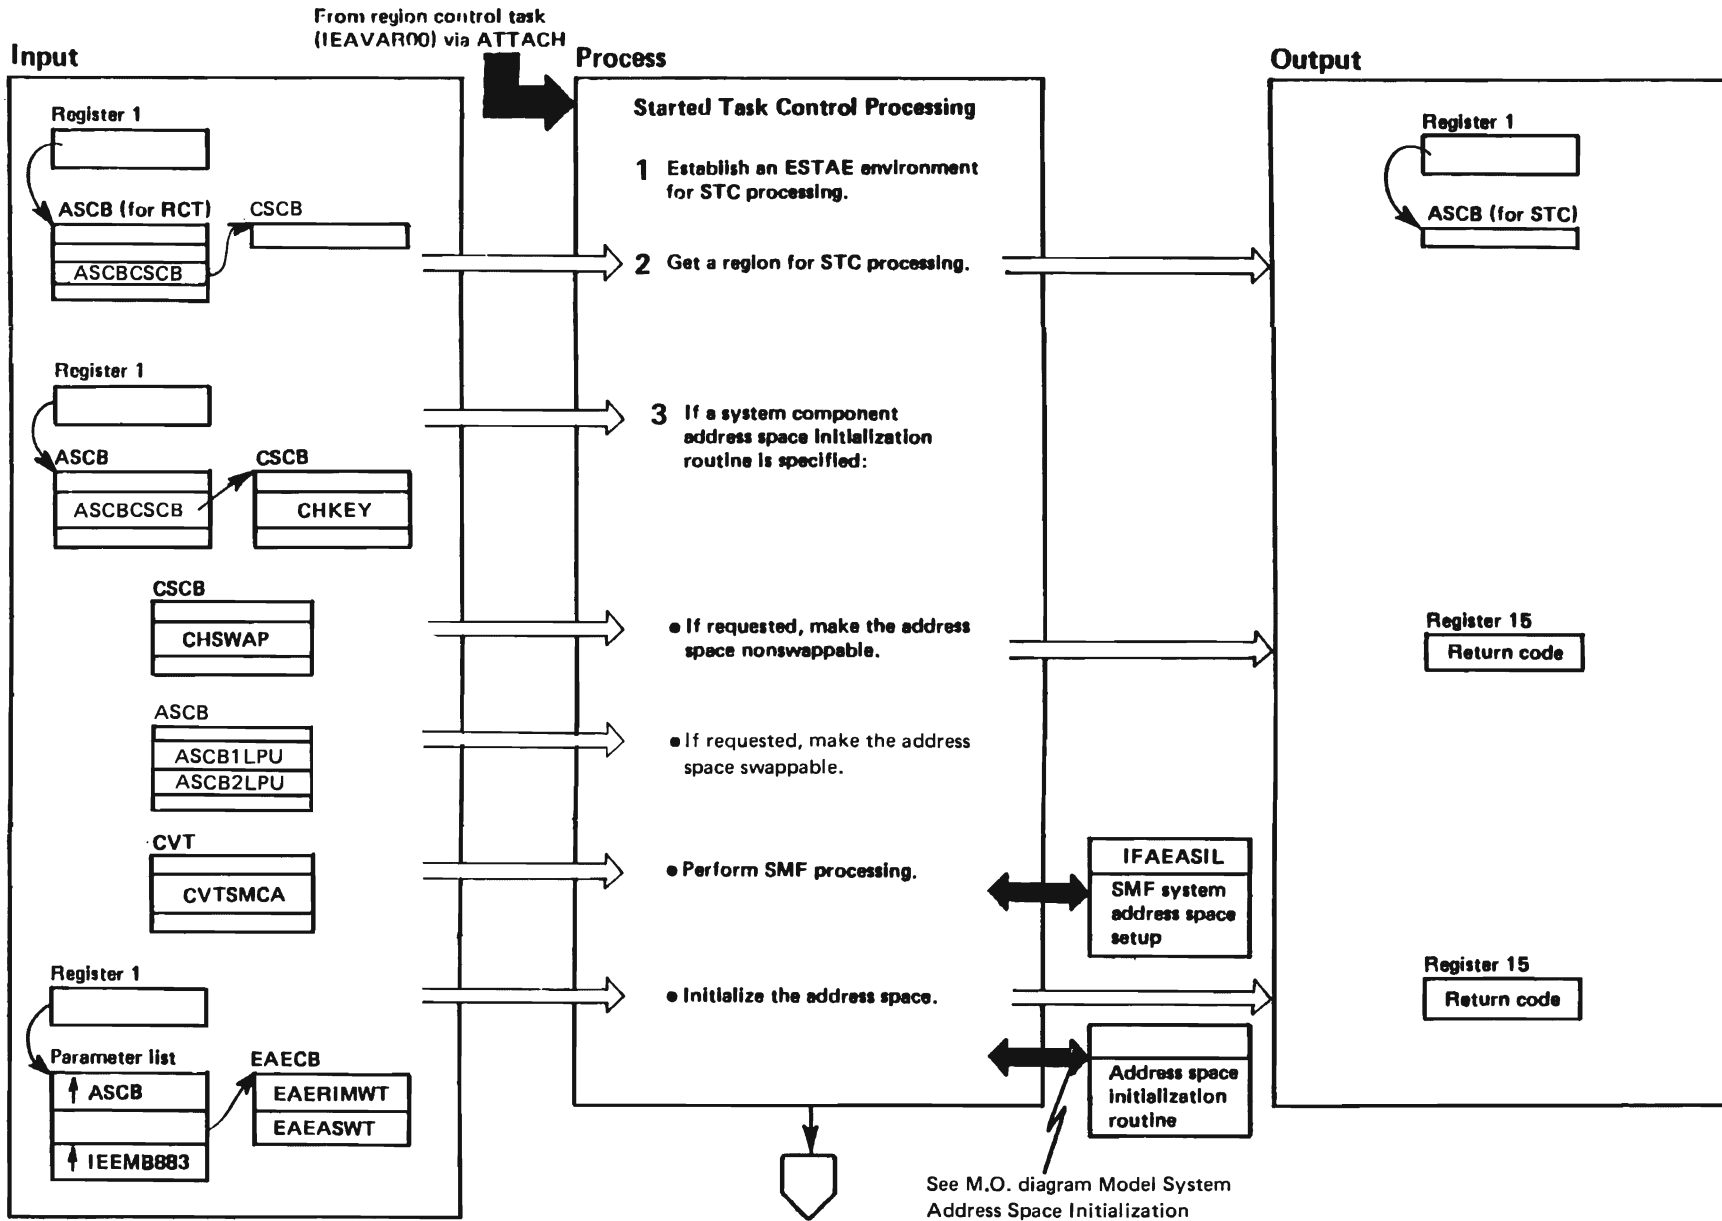 From region control task
(IEAVAR00) via ATTACH
Input
Process
Output
Register 1
ASCB (for RCT)
CSCB
ASCBCSCB
Register 1
ASCB
CSCB
ASCBCSCB
CHKEY
CSCB
CHSWAP
ASCB
ASCB1LPU
ASCB2LPU
CVT
CVTSMCA
Register 1
Parameter list
EAECB
ASCB
EAERIMWT
EAEASWT
IEEMB883
Started Task Control Processing
1 Establish an ESTAE environment
for STC processing.
2 Get a region for STC processing.
3 If a system component
address space initialization
routine is specified:
• If requested, make the address
space nonswappable.
• If requested, make the address
space swappable.
• Perform SMF processing.
• Initialize the address space.
IFAEASIL
SMF system
address space
setup
Address space
initialization
routine
See M.O. diagram Model System
Address Space Initialization
Register 1
ASCB (for STC)
Register 15
Return code
Register 15
Return code